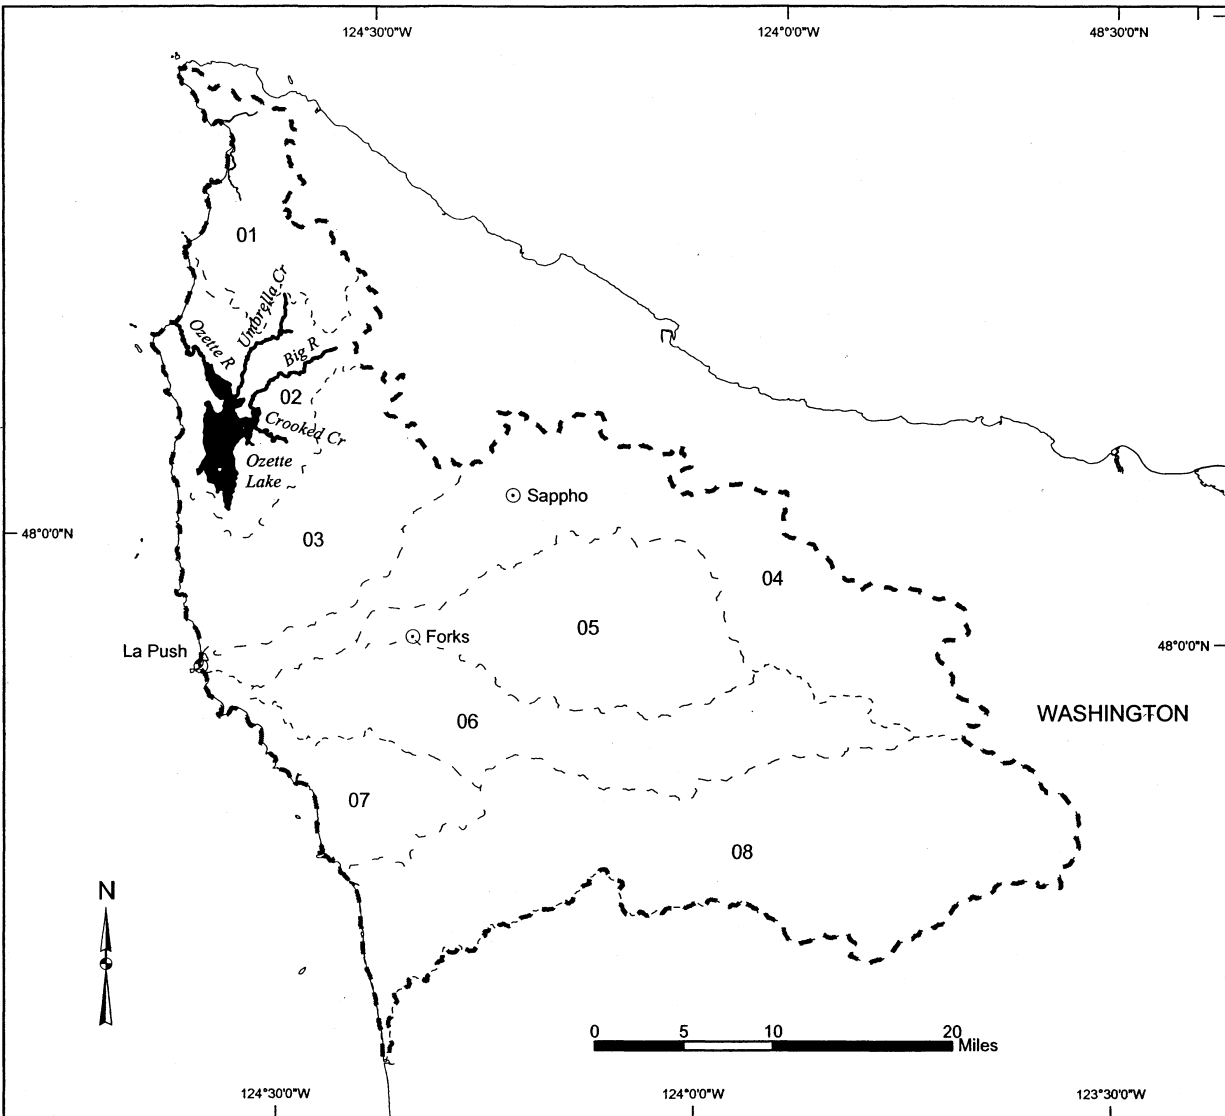 124°30'0"W
124°0'0"W
48°30'0"N
01
Umbrella Cr
Ozette R
Big R
02
Crooked Cr
Ozette
Lake
Sappho
48°0'0"N
03
04
05
Forks
La Push
48°0'0"N
06
WASHINGTON
07
08
N
0
5
10
20
Miles
124°30'0"W
124°0'0"W
123°30'0"W